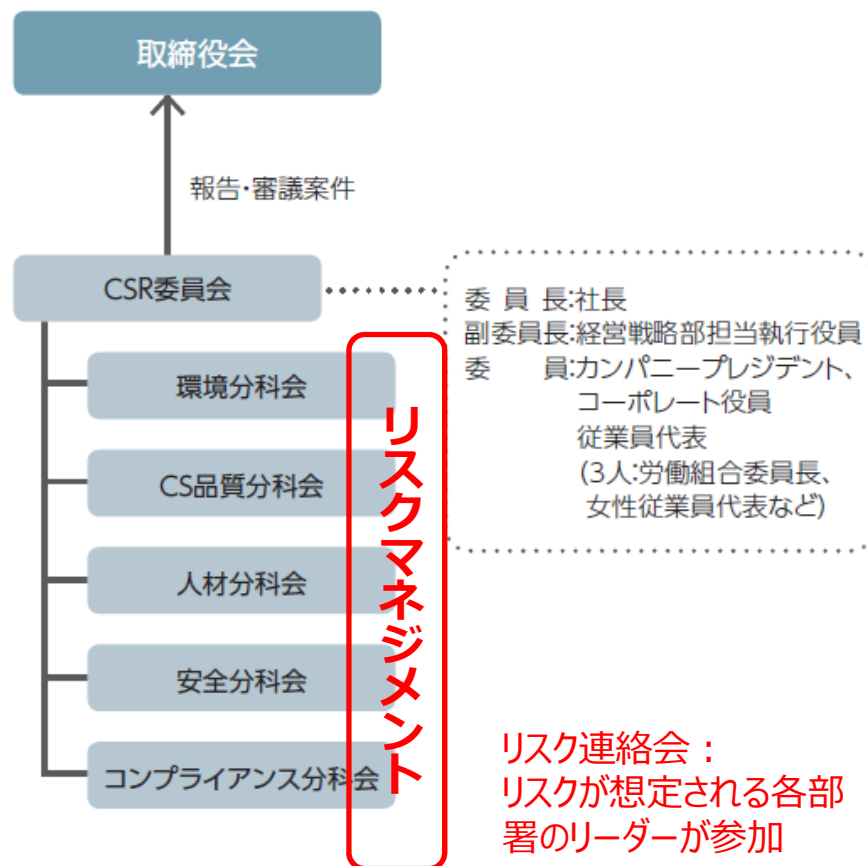 取締役会
報告・審議案件
CSR委員会
委員長:社長
副委員長:経営戦略部担当執行役員
委員:カンパニープレジデント、
コーポレート役員
従業員代表
(3人:労働組合委員長、
女性従業員代表など)
環境分科会
CS品質分科会
人材分科会
安全分科会
コンプライアンス分科会
リスクマネジメント
リスク連絡会：
リスクが想定される各部
署のリーダーが参加